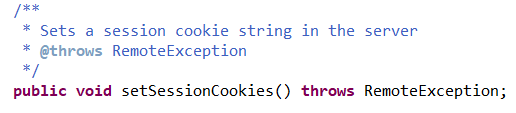 /**
* Sets a session cookie string in the server
* @throws RemoteException
*/
public void setSessionCookies() throws RemoteException;